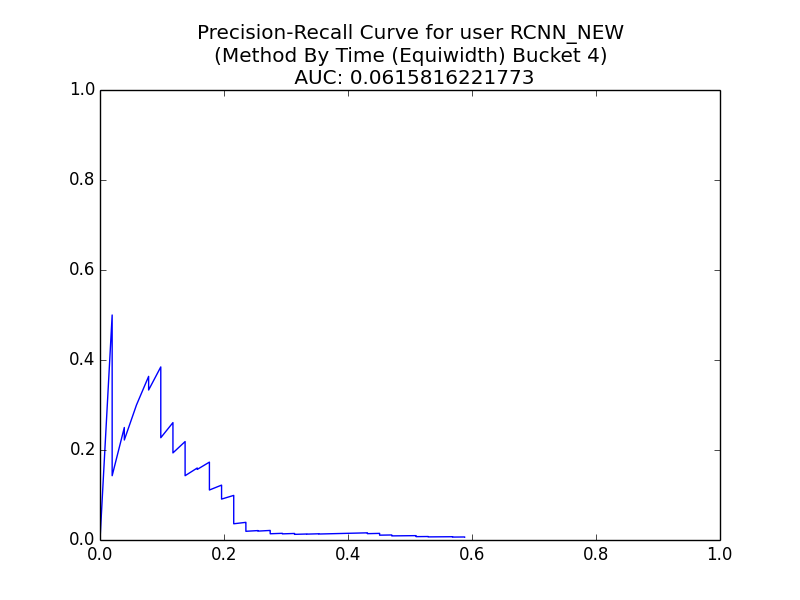 Precision-Recall Curve for user RCNN_NEW
(Method By Time (Equiwidth) Bucket 4)
AUC: 0.0615816221773
1.0
0.8
0.6
0.4
0.2
0.0
0.0 0.2 0.4 0.6 0.8 1.0